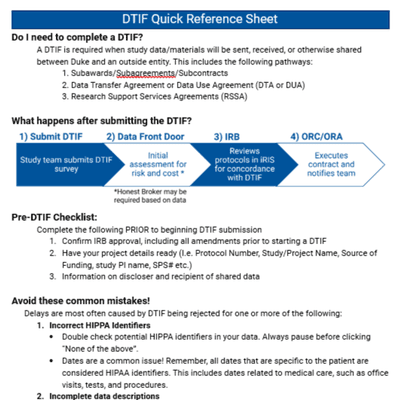 DTIF Quick Reference Sheet
Do I need to complete a DTIF?
A DTIF is required when study data/materials will be sent, received, or otherwise shared
between Duke and an outside entity. This includes the following pathways:
1. Subawards/Subagreements/Subcontracts
2. Data Transfer Agreement or Data Use Agreement (DTA or DUA)
3. Research Support Services Agreements (RSSA)
What happens after submitting the DTIF?
1) Submit DTIF
2) Data Front Door
3) IRB
4) ORC/ORA
Study team submits DTIF
survey
Initial
assessment for
risk and cost *
Reviews
protocols in iRIS
for concordance
with DTIF
Executes
contract and
notifies team
*Honest Broker may be
required based on data
Pre-DTIF Checklist:
Complete the following PRIOR to beginning DTIF submission
1. Confirm IRB approval, including all amendments prior to starting a DTIF
2. Have your project details ready (I.e. Protocol Number, Study/Project Name, Source of
Funding, study PI name, SPS# etc.)
3. Information on discloser and recipient of shared data
Avoid these common mistakes!
Delays are most often caused by DTIF being rejected for one or more of the following:
1. Incorrect HIPPA Identifiers
• Double check potential HIPPA identifiers in your data. Always pause before clicking
"None of the above".
• Dates are a common issue! Remember, all dates that are specific to the patient are
considered HIPAA identifiers. This includes dates related to medical care, such as office
visits, tests, and procedures.
2. Incomplete data descriptions